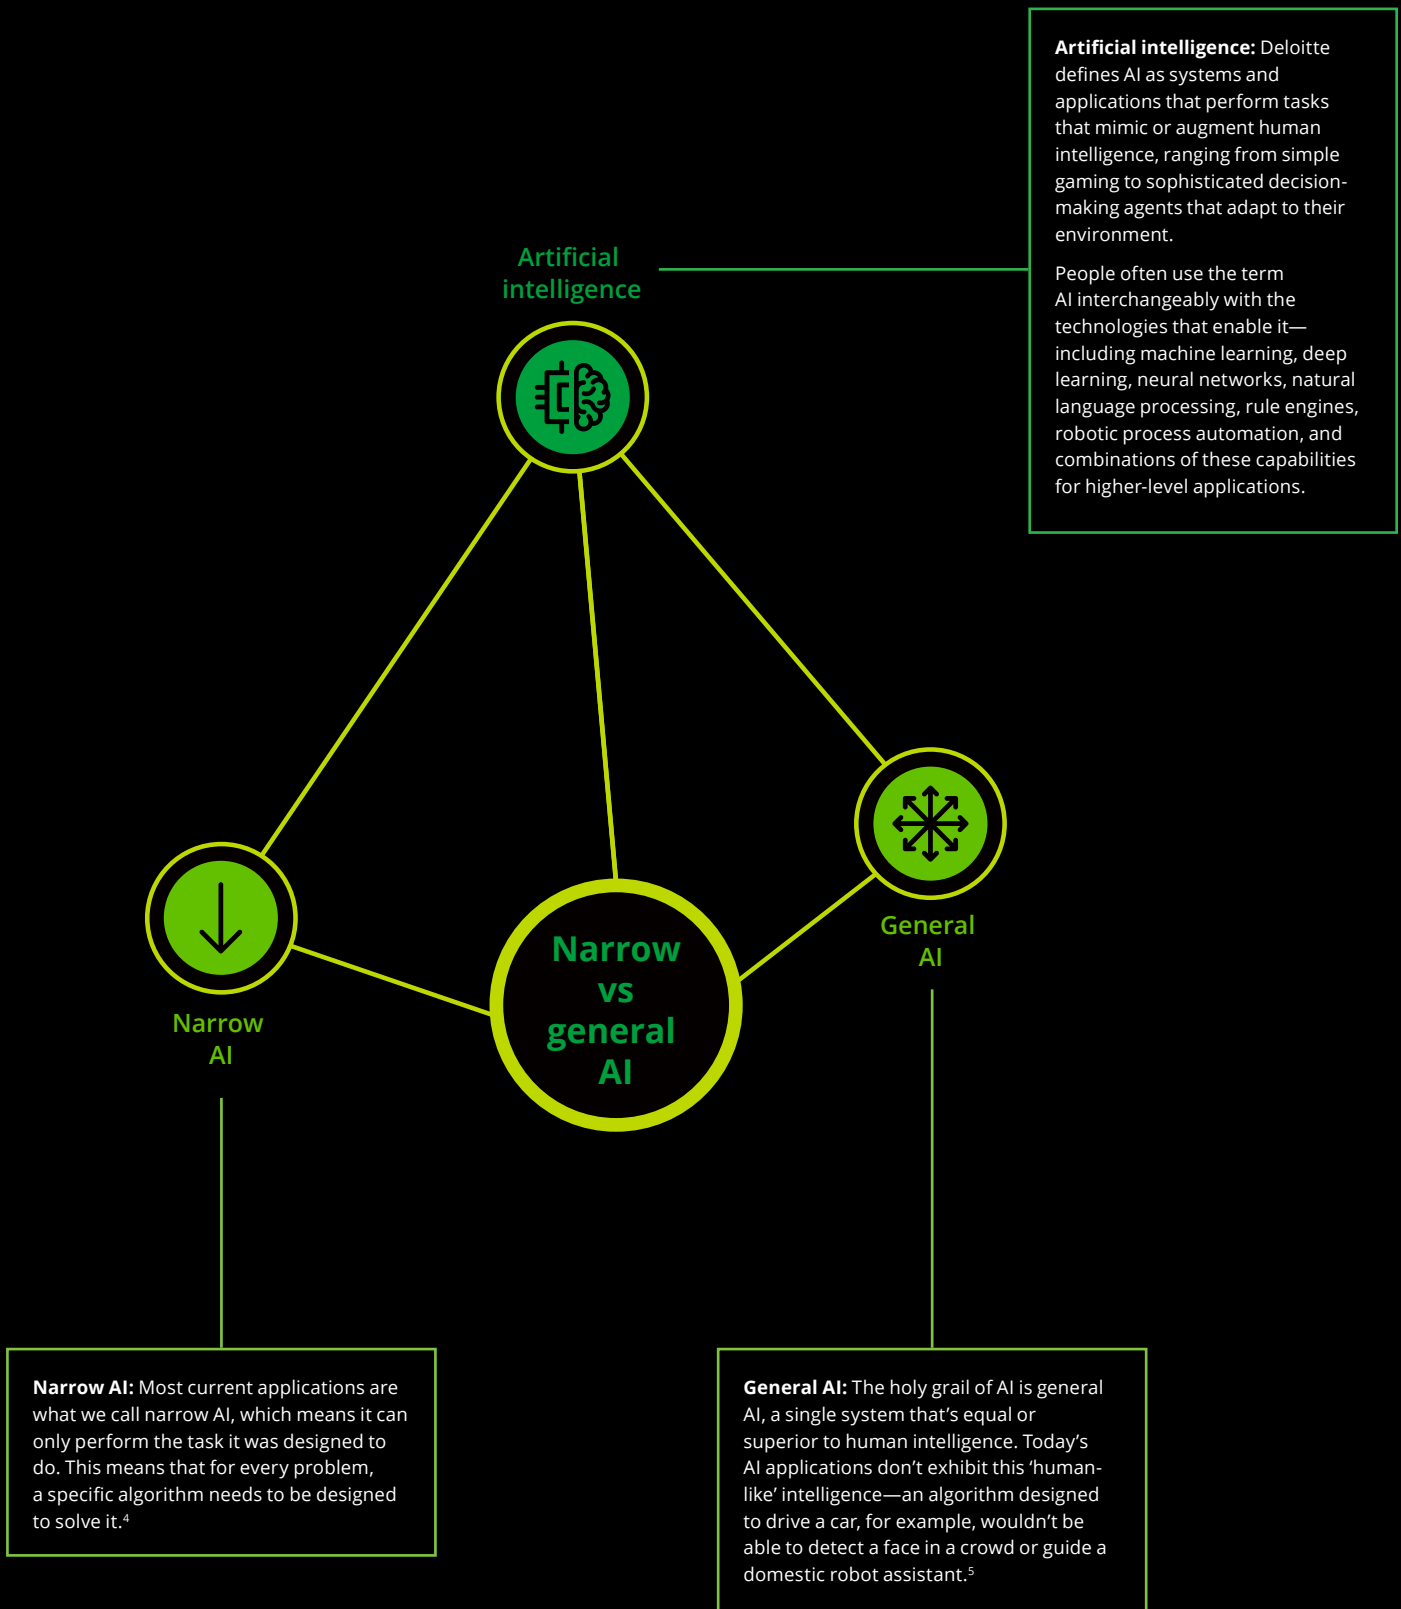 Artificial intelligence: Deloitte
defines AI as systems and
applications that perform tasks
that mimic or augment human
intelligence, ranging from simple
gaming to sophisticated decision-
making agents that adapt to their
environment.
People often use the term
AI interchangeably with the
technologies that enable it—
including machine learning, deep
learning, neural networks, natural
language processing, rule engines,
robotic process automation, and
combinations of these capabilities
for higher-level applications.
Artificial
intelligence
General
AI
Narrow
vs
general
AI
Narrow
AI
Narrow AI: Most current applications are
what we call narrow AI, which means it can
only perform the task it was designed to
do. This means that for every problem,
a specific algorithm needs to be designed
to solve it.⁴
General AI: The holy grail of AI is general
AI, a single system that’s equal or
superior to human intelligence. Today’s
AI applications don’t exhibit this ‘human-
like’ intelligence—an algorithm designed
to drive a car, for example, wouldn’t be
able to detect a face in a crowd or guide a
domestic robot assistant.⁵